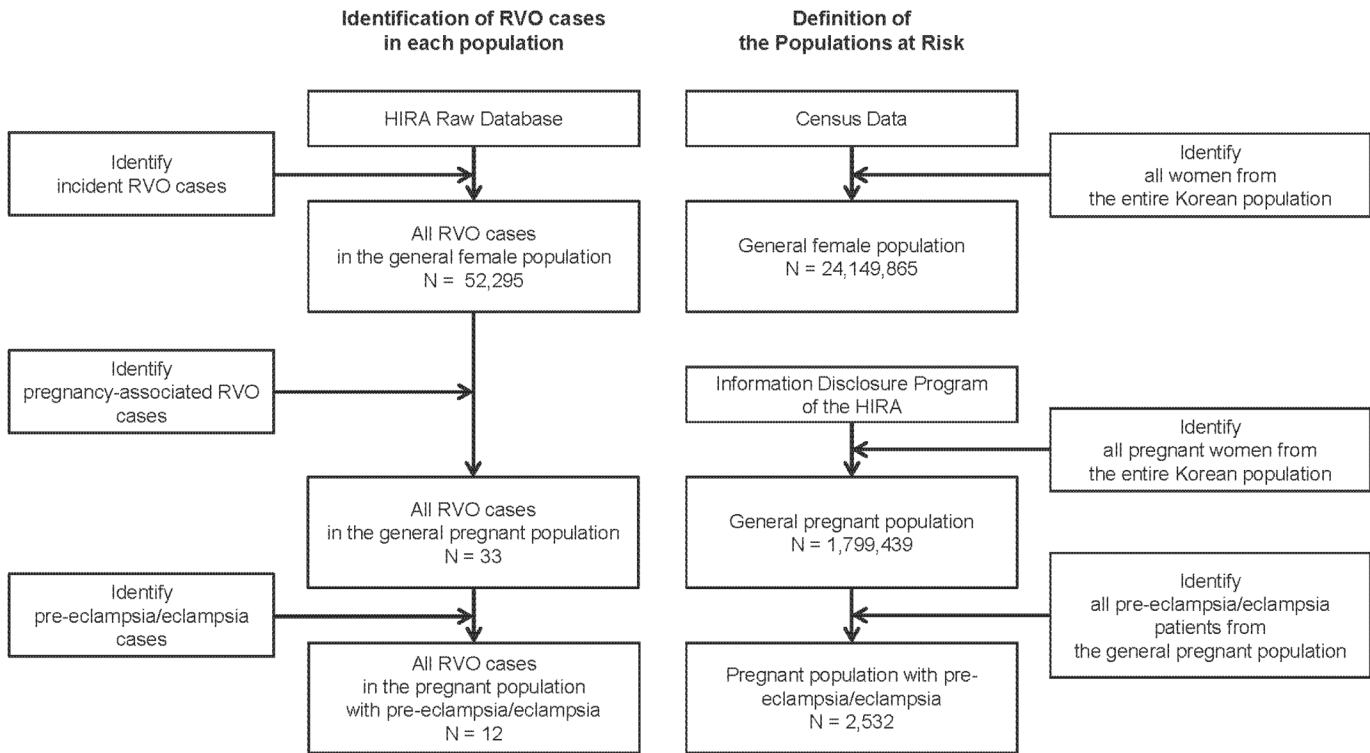 Identification of RVO cases
in each population
Definition of
the Populations at Risk
HIRA Raw Database
Census Data
Identify
incident RVO cases
Identify
all women from
the entire Korean population
All RVO cases
in the general female population
N = 52,295
General female population
N = 24,149,865
Identify
pregnancy-associated RVO
cases
Information Disclosure Program
of the HIRA
Identify
all pregnant women from
the entire Korean population
All RVO cases
in the general pregnant population
N = 33
General pregnant population
N = 1,799,439
Identify
pre-eclampsia/eclampsia
cases
Identify
all pre-eclampsia/eclampsia
patients from
the general pregnant population
All RVO cases
in the pregnant population
with pre-eclampsia/eclampsia
N = 12
Pregnant population with pre-
eclampsia/eclampsia
N = 2,532